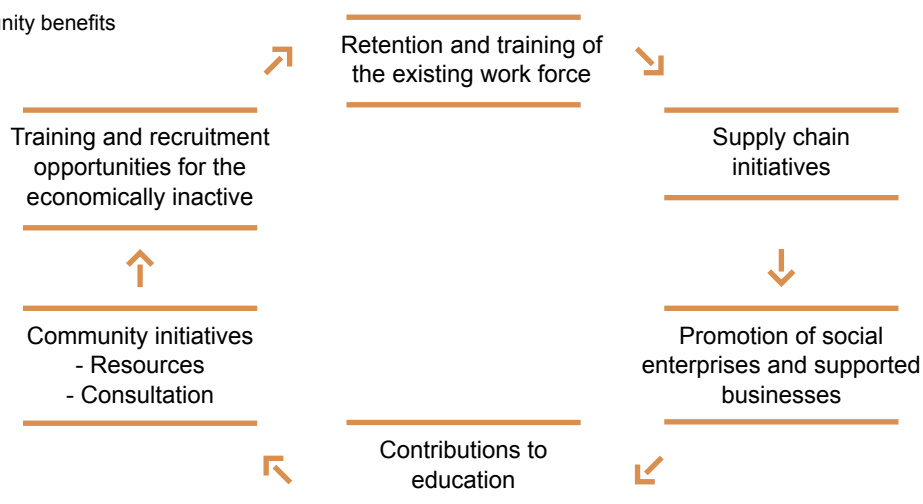 benefits
Retention and training of
the existing work force
Supply chain
initiatives
Promotion of social
enterprises and supported
businesses
Contributions to
education
Community initiatives
- Resources
- Consultation
Training and recruitment
opportunities for the
economically inactive